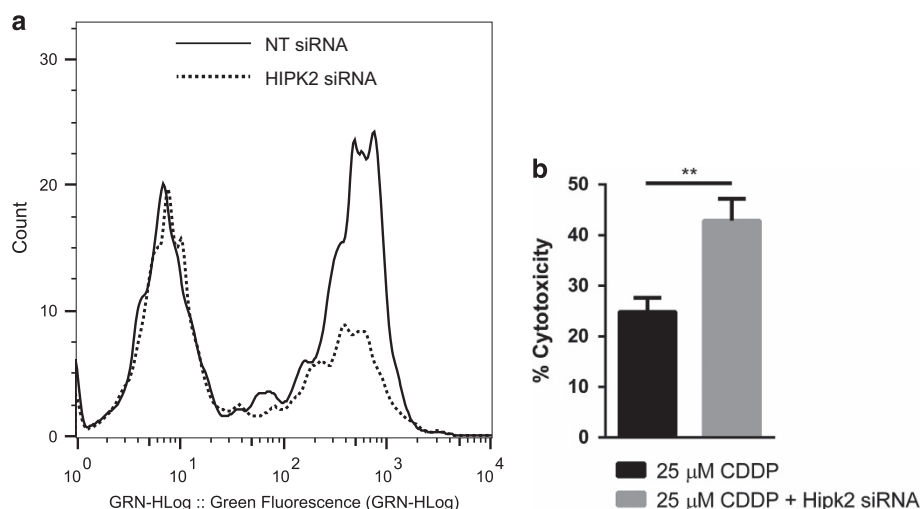 a
NT siRNA
HIPK2 siRNA
Count
30
20
10
0
10^0 10^1 10^2 10^3 10^4
GRN-HLog :: Green Fluorescence (GRN-HLog)
b
**
% Cytotoxicity
50
40
30
20
10
0
25 μM CDDP
25 μM CDDP + Hipk2 siRNA